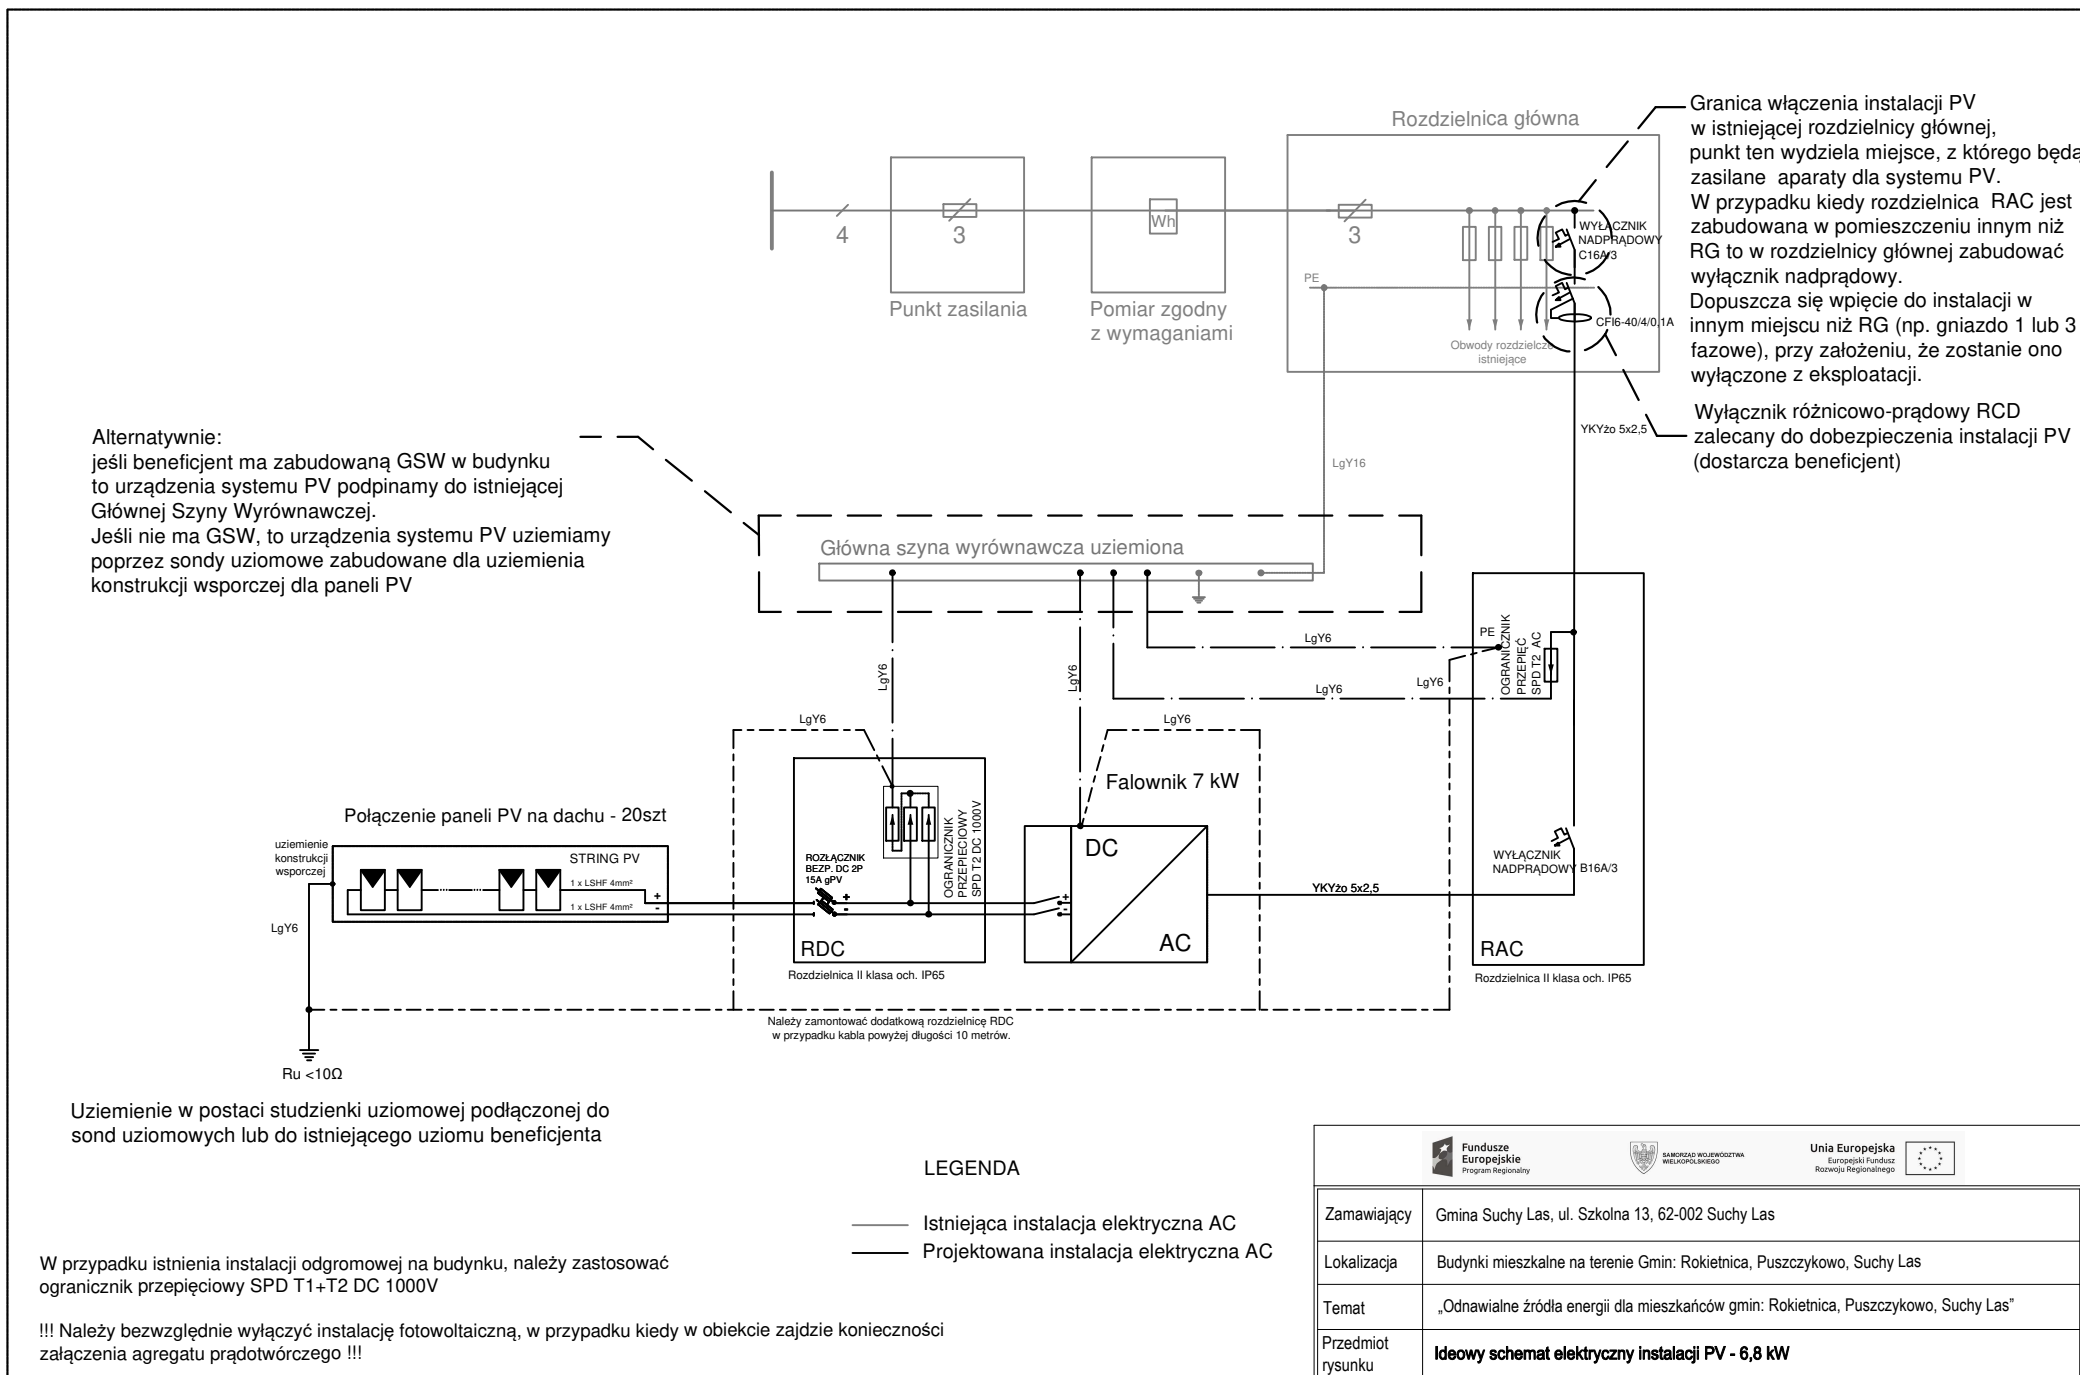 Rozdzielnica główna
Granica włączenia instalacji PV
w istniejącej rozdzielnicy głównej,
punkt ten wydziela miejsce, z którego będą
zasilane aparaty dla systemu PV.
W przypadku kiedy rozdzielnica RAC jest
zabudowana w pomieszczeniu innym niż
RG to w rozdzielnicy głównej zabudować
wyłącznik nadprądowy.
Dopuszcza się wpięcie do instalacji w
innym miejscu niż RG (np. gniazdo 1 lub 3
fazowe), przy założeniu, że zostanie ono
wyłączone z eksploatacji.
4
3
Wh
3
WYŁĄCZNIK
NADPRĄDOWY
C16A/3
PE
CFI6-40/4/0,1A
Punkt zasilania
Pomiar zgodny
z wymaganiami
Obwody rozdzielcze
istniejące
Wyłącznik różnicowo-prądowy RCD
zalecany do dobezpieczenia instalacji PV
(dostarcza beneficjent)
YKYżo 5x2,5
LgY16
Alternatywnie:
jeśli beneficjent ma zabudowaną GSW w budynku
to urządzenia systemu PV podpinamy do istniejącej
Głównej Szyny Wyrównawczej.
Jeśli nie ma GSW, to urządzenia systemu PV uziemiamy
poprzez sondy uziomowe zabudowane dla uziemienia
konstrukcji wsporczej dla paneli PV
Główna szyna wyrównawcza uziemiona
LgY6
LgY6
LgY6
LgY6
LgY6
PE
OGRANICZNIK
PRZEPIĘĆ
SPD T2 AC
LgY6
LgY6
Falownik 7 kW
Połączenie paneli PV na dachu - 20szt
uziemienie
konstrukcji
wsporczej
STRING PV
1 x LSHF 4mm²
+
1 x LSHF 4mm²
-
LgY6
ROZŁĄCZNIK
BEZP. DC 2P
15A gPV
+
-
OGRANICZNIK
PRZEPIECIOWY
SPD T2 DC 1000V
RDC
Rozdzielnica II klasa och. IP65
+
-
DC
AC
YKYżo 5x2,5
WYŁĄCZNIK
NADPRĄDOWY B16A/3
RAC
Rozdzielnica II klasa och. IP65
Należy zamontować dodatkową rozdzielnicę RDC
w przypadku kabla powyżej długości 10 metrów.
Ru <10Ω
Uziemienie w postaci studzienki uziomowej podłączonej do
sond uziomowych lub do istniejącego uziomu beneficjenta
LEGENDA
Istniejąca instalacja elektryczna AC
Projektowana instalacja elektryczna AC
W przypadku istnienia instalacji odgromowej na budynku, należy zastosować
ogranicznik przepięciowy SPD T1+T2 DC 1000V
!!! Należy bezwzględnie wyłączyć instalację fotowoltaiczną, w przypadku kiedy w obiekcie zajdzie konieczności
załączenia agregatu prądotwórczego !!!
Fundusze
Europejskie
Program Regionalny
SAMORZĄD WOJEWÓDZTWA
WIELKOPOLSKIEGO
Unia Europejska
Europejski Fundusz
Rozwoju Regionalnego
Zamawiający
Gmina Suchy Las, ul. Szkolna 13, 62-002 Suchy Las
Lokalizacja
Budynki mieszkalne na terenie Gmin: Rokietnica, Puszczykowo, Suchy Las
Temat
„Odnawialne źródła energii dla mieszkańców gmin: Rokietnica, Puszczykowo, Suchy Las”
Przedmiot
rysunku
Ideowy schemat elektryczny instalacji PV - 6,8 kW